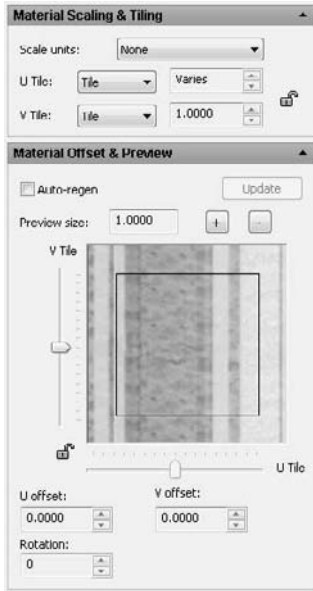 Material Scaling & Tiling
Scale units: None
U Tile: Tile Varies
V Tile: Tile 1.0000
Material Offset & Preview
Auto-regen Update
Preview size: 1.0000 + -
V Tile
U Tile
U offset: V offset:
0.0000 0.0000
Rotation:
0